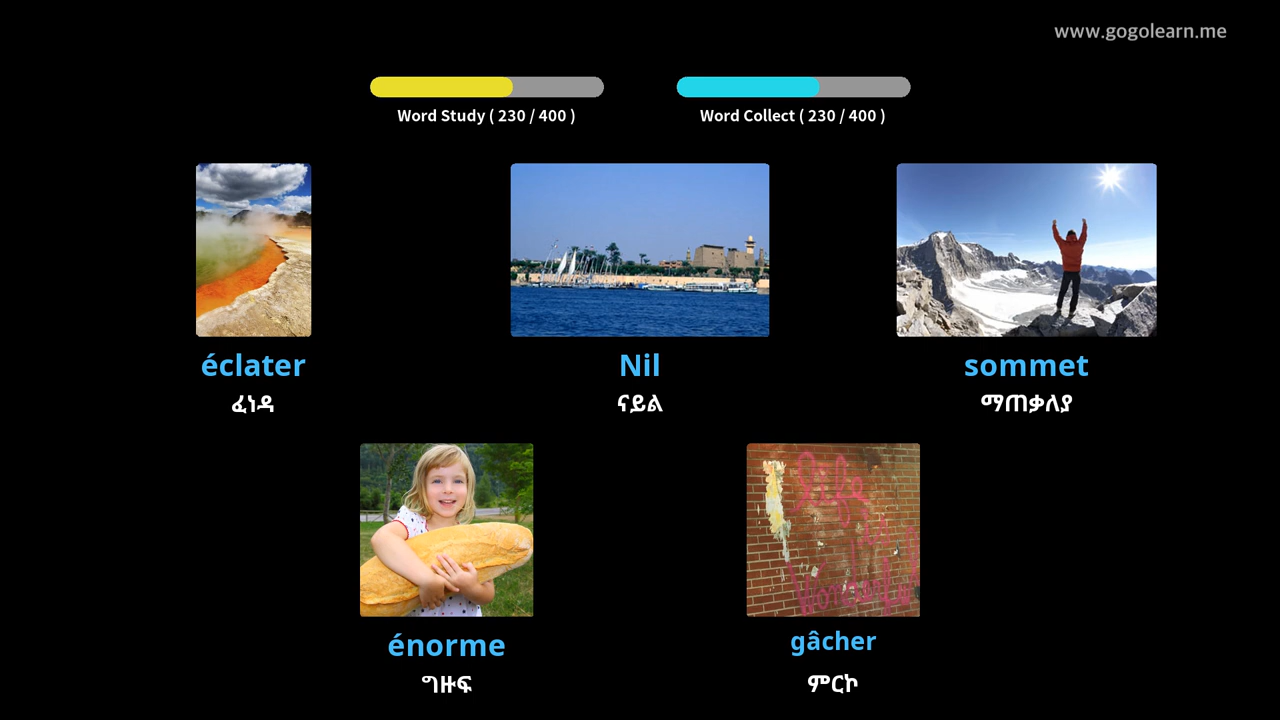 www.gogolearn.me
Word Study ( 230 / 400 )
Word Collect ( 230 / 400 )
éclater
ፈነዳ
Nil
ናይል
sommet
ማጠቃለያ
Life
énorme
ግዙፍ
gâcher
ምርኮ